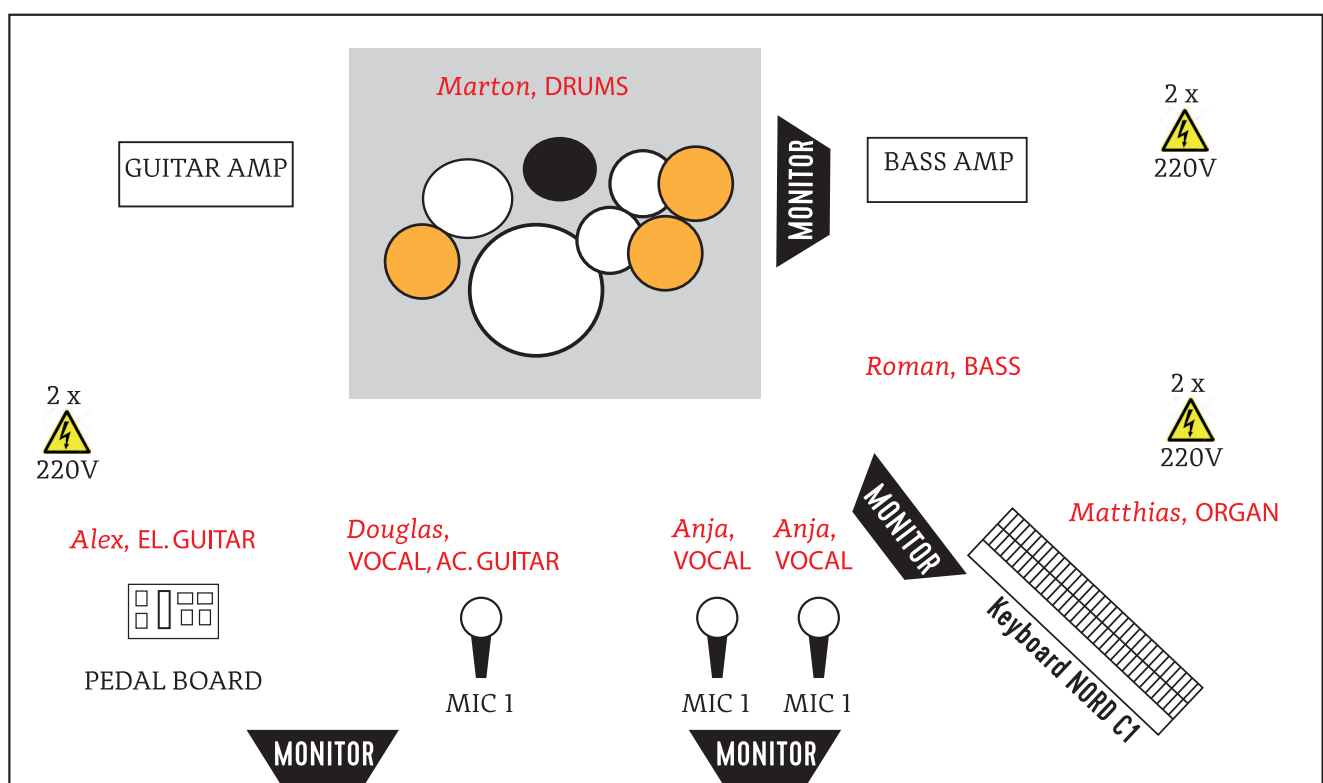 Marton, DRUMS
GUITAR AMP
MONITOR
BASS AMP
2 x
220V
Roman, BASS
2 x
220V
2 x
220V
Alex, EL. GUITAR
Douglas,
VOCAL, AC. GUITAR
Anja,
VOCAL
Anja,
VOCAL
MONITOR
Matthias, ORGAN
Keyboard NORD C1
PEDAL BOARD
MIC 1
MIC 1
MIC 1
MONITOR
MONITOR